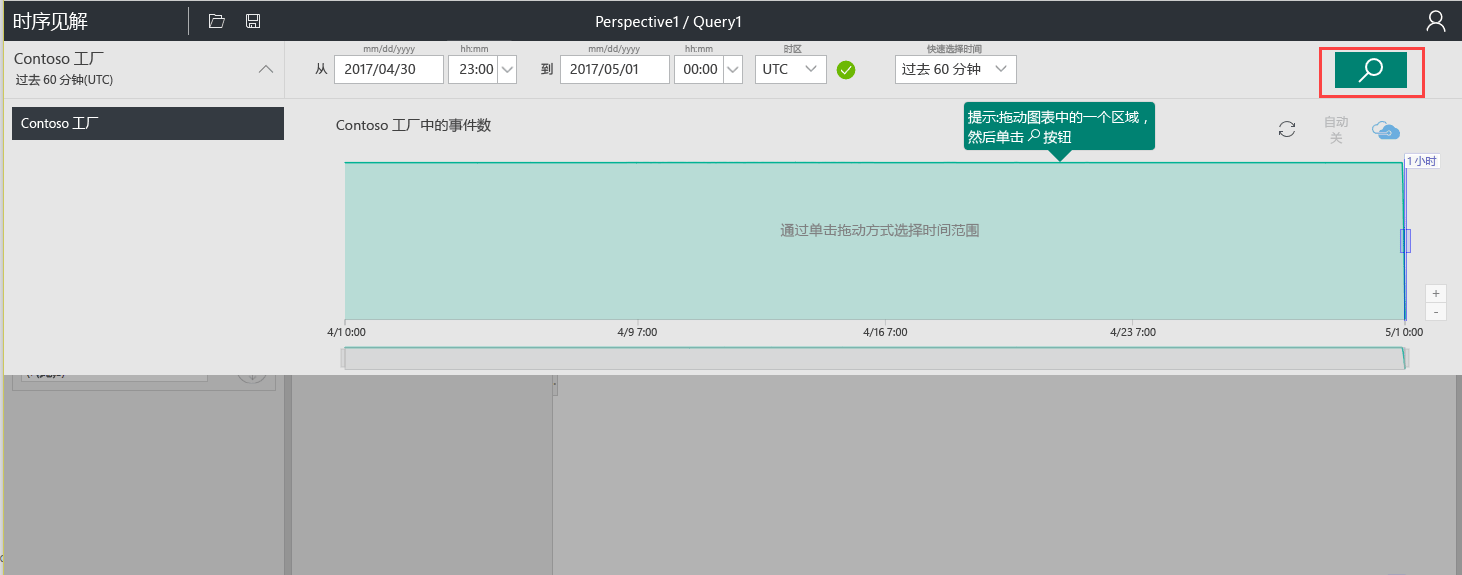 时序见解
Perspective1 / Query1
Contoso 工厂
过去 60 分钟(UTC)
mm/dd/yyyy
hh:mm
mm/dd/yyyy
hh:mm
时区
快速选择时间
从
2017/04/30
23:00
到
2017/05/01
00:00
UTC
过去 60 分钟
Contoso 工厂
Contoso 工厂中的事件数
提示:拖动图表中的一个区域，
然后单击 按钮
自动
关
1 小时
通过单击拖动方式选择时间范围
+
-
4/1 0:00
4/9 7:00
4/16 7:00
4/23 7:00
5/1 0:00